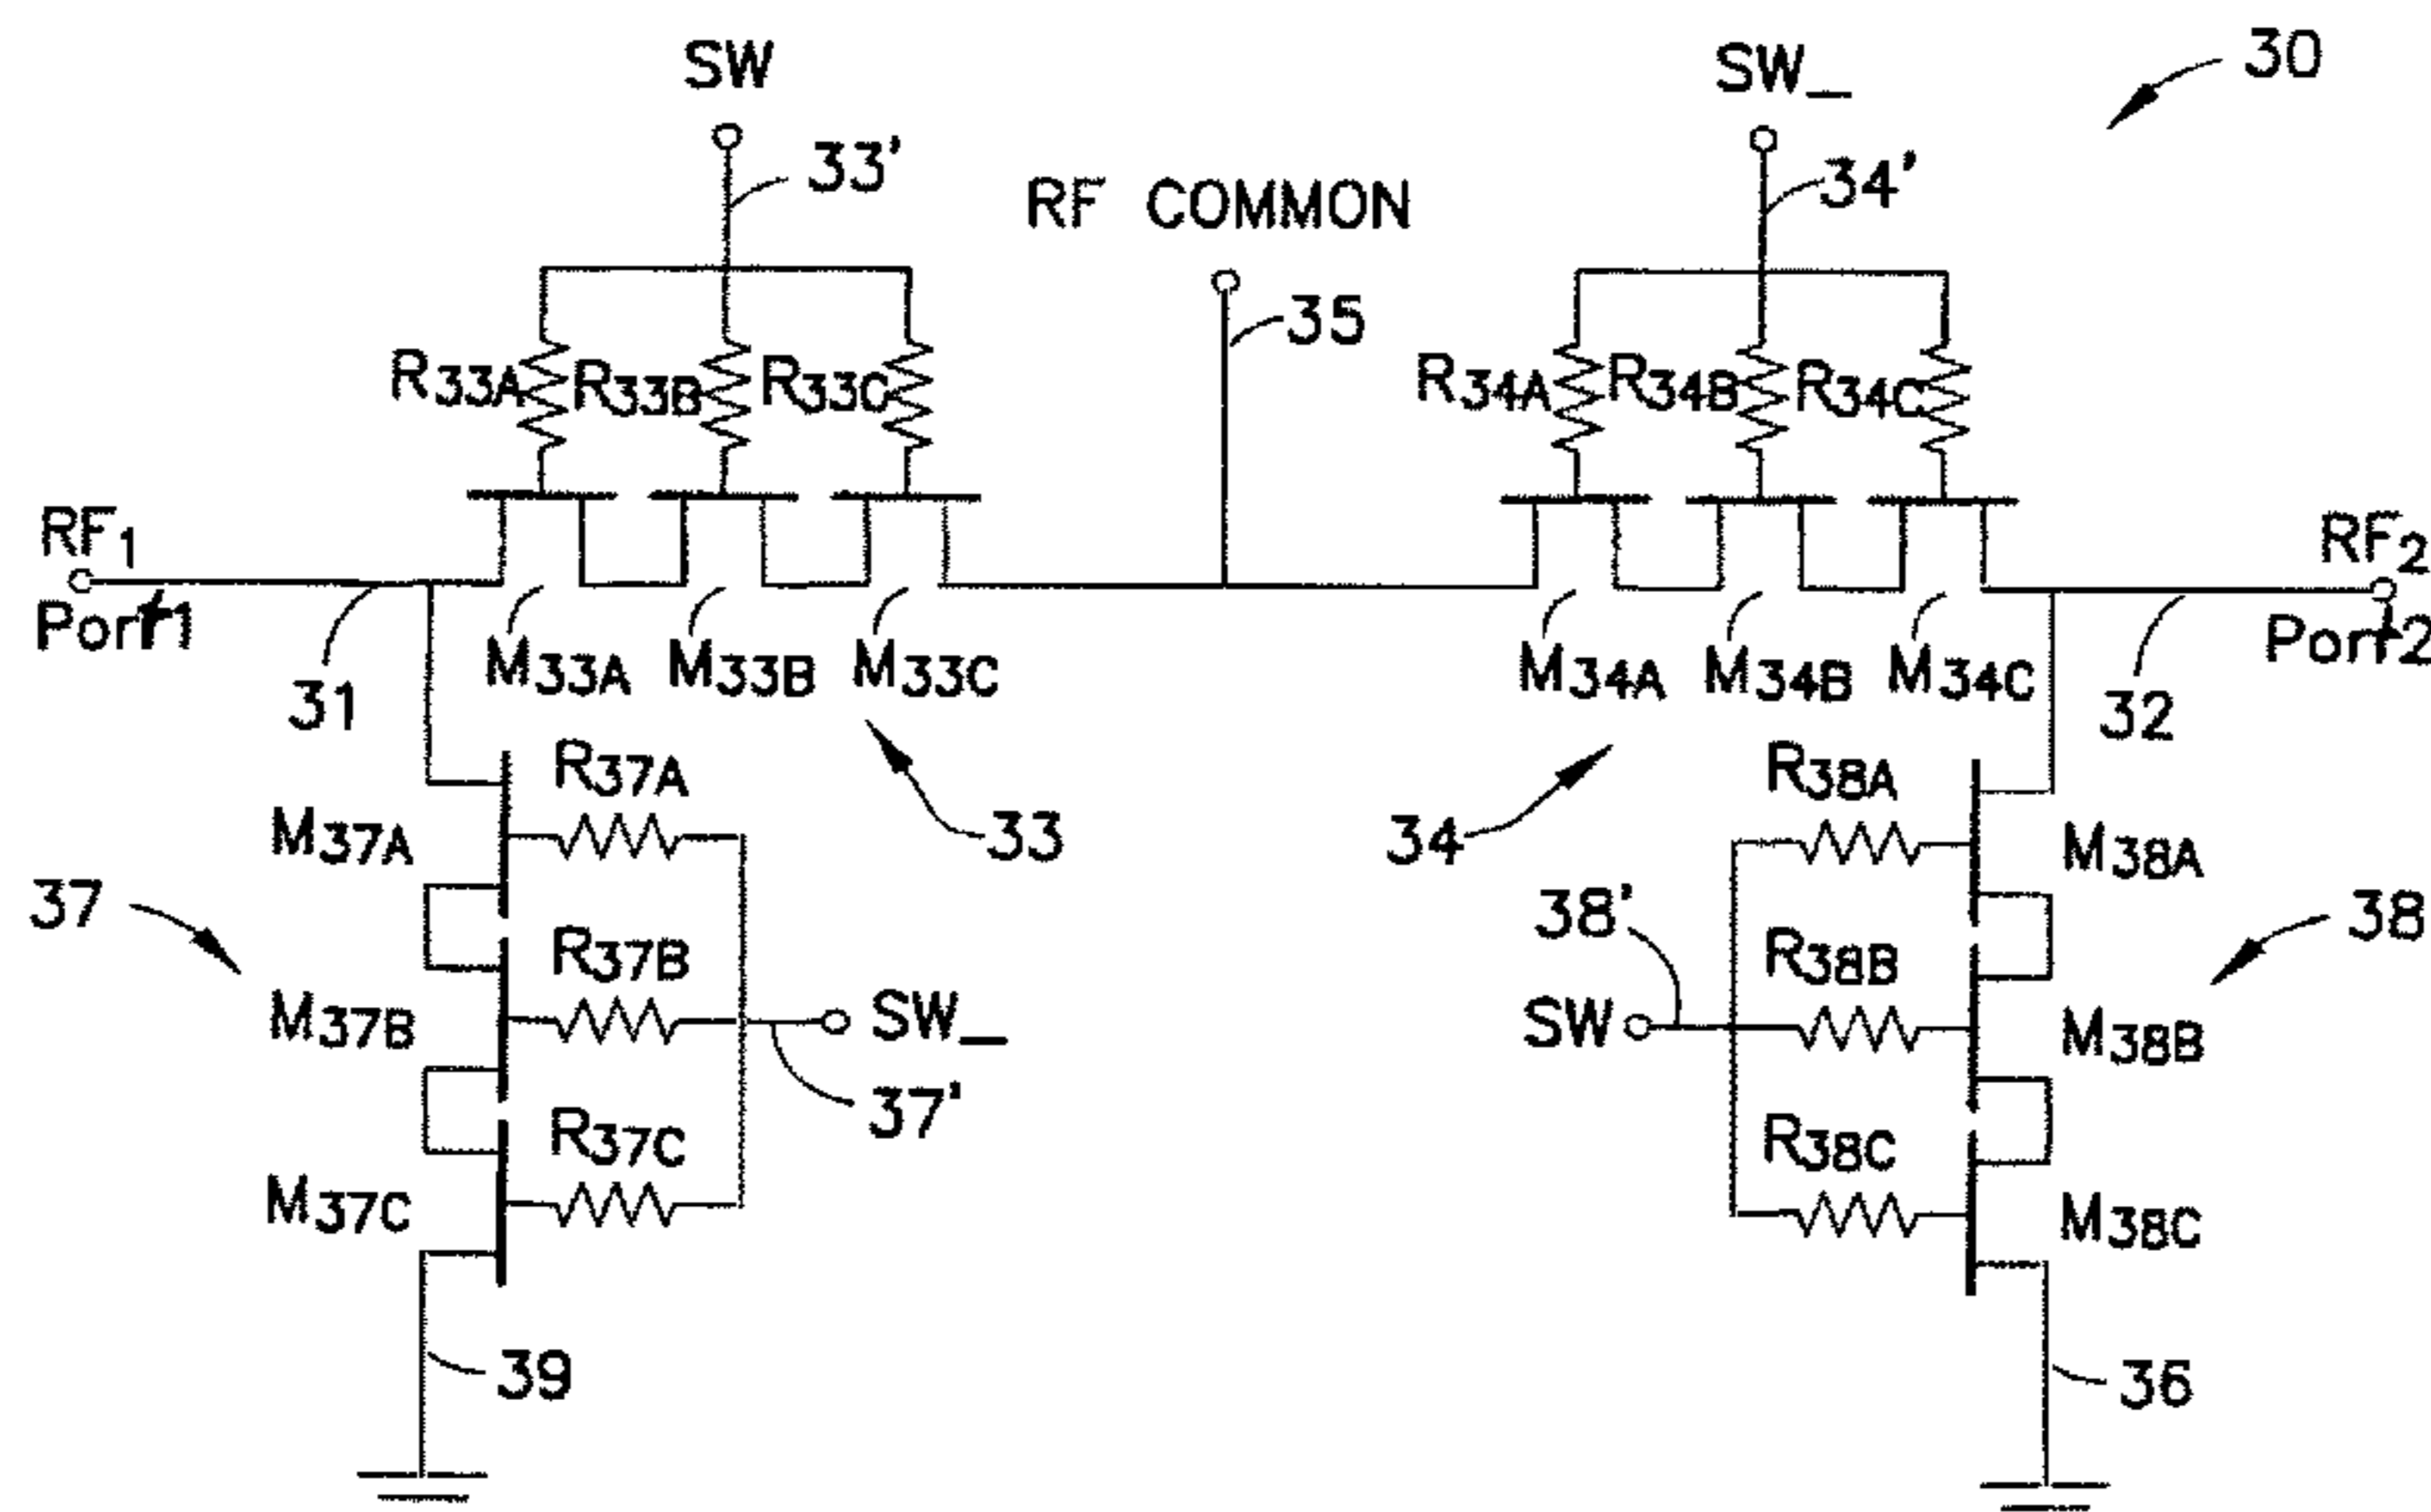 30
SW
SW_
33'
34'
RF COMMON
35
R33A
R33B
R33C
R34A
R34B
R34C
RF1
Port1
RF2
Port2
31
M33A
M33B
M33C
M34A
M34B
M34C
32
33
34
R37A
R38A
M37A
M38A
37
38'
38
R37B
R38B
M37B
SW_
SW
M38B
37'
R37C
R38C
M37C
M38C
39
36